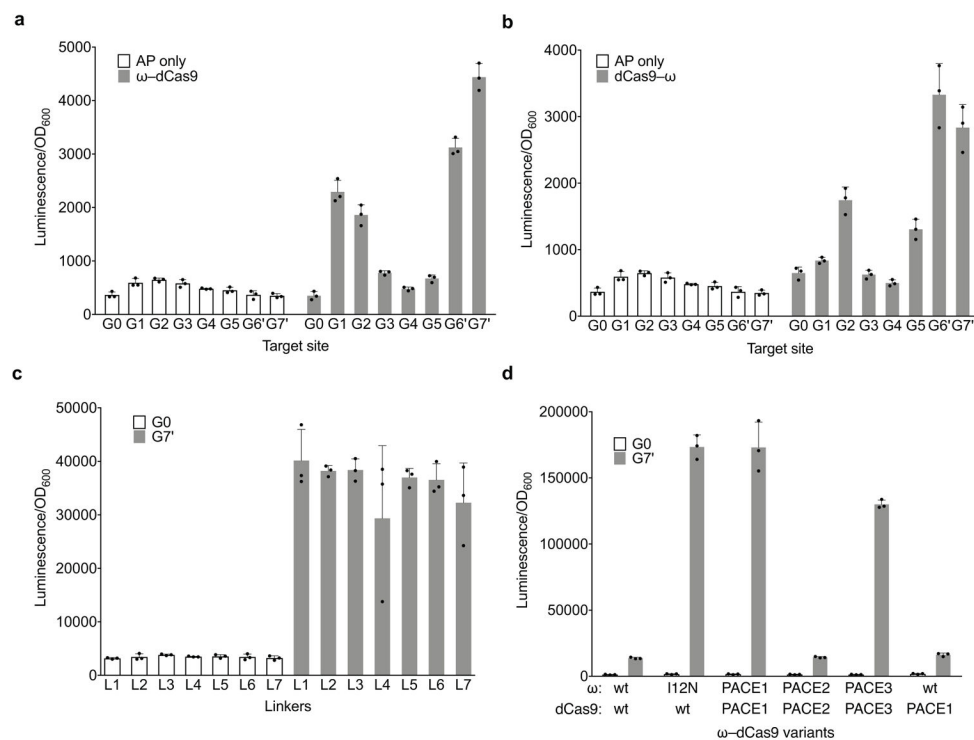 a
5000
4000
3000
2000
1000
0
Luminescence/OD600
AP only
ω–dCas9
G0 G1 G2 G3 G4 G5 G6' G7' G0 G1 G2 G3 G4 G5 G6' G7'
Target site
b
4000
3000
2000
1000
0
Luminescence/OD600
AP only
dCas9–ω
G0 G1 G2 G3 G4 G5 G6' G7' G0 G1 G2 G3 G4 G5 G6' G7'
Target site
c
50000
40000
30000
20000
10000
0
Luminescence/OD600
G0
G7'
L1 L2 L3 L4 L5 L6 L7 L1 L2 L3 L4 L5 L6 L7
Linkers
d
200000
150000
100000
50000
0
Luminescence/OD600
G0
G7'
ω: wt I12N PACE1 PACE2 PACE3 wt
dCas9: wt wt PACE1 PACE2 PACE3 PACE1
ω–dCas9 variants